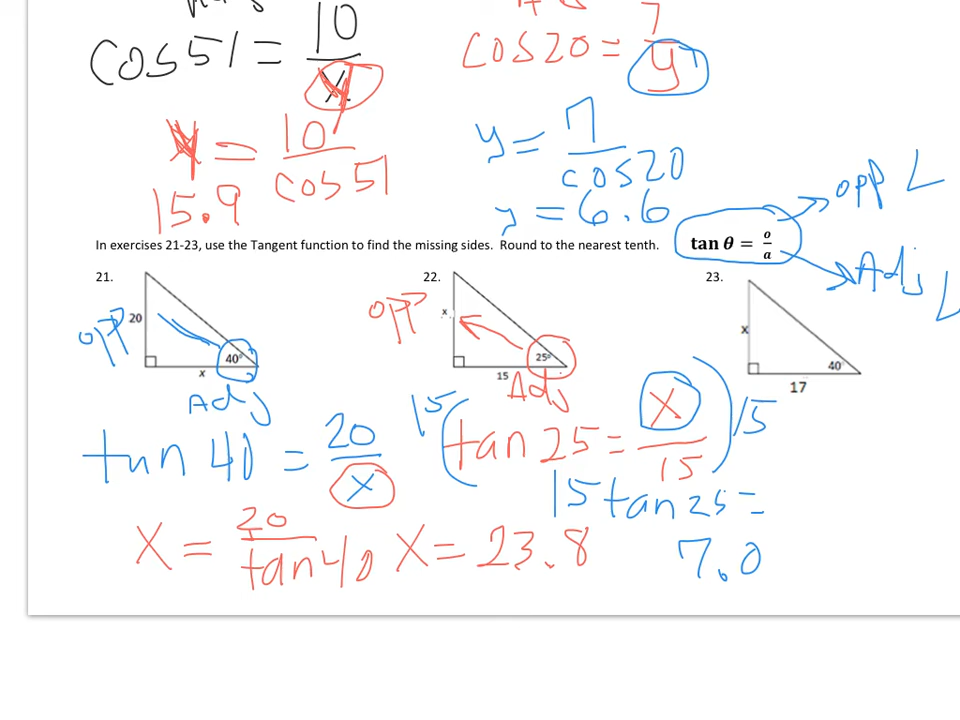 cos 51 = 10/x
cos 20 = 7/y
x = 10/cos 51
15.9
y = 7/cos 20
y = 6.6
In exercises 21-23, use the Tangent function to find the missing sides. Round to the nearest tenth.
tan θ = o/a
opp L
Adj L
21.
opp
20
40°
x
Adj
22.
opp
x
25°
15
Adj
23.
x
40
17
tan 40 = 20/x
15 (tan 25 = x/15) 15
15 tan 25 =
7.0
x = 20/tan 40
x = 23.8